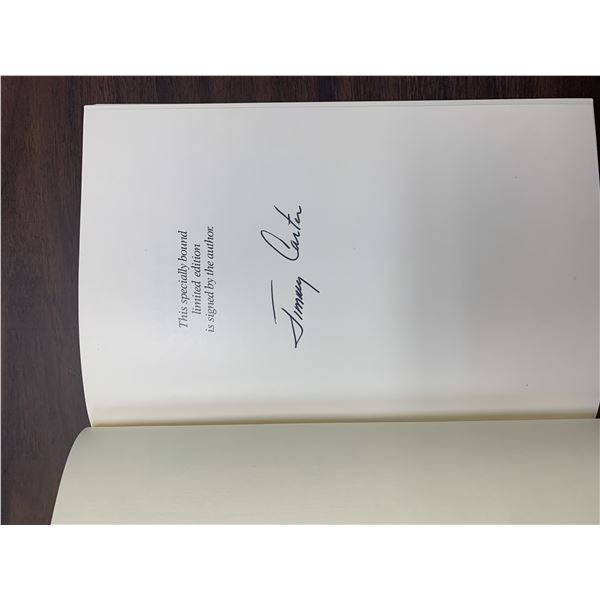 This specially bound
limited edition
is signed by the author.
Jimmy Carter